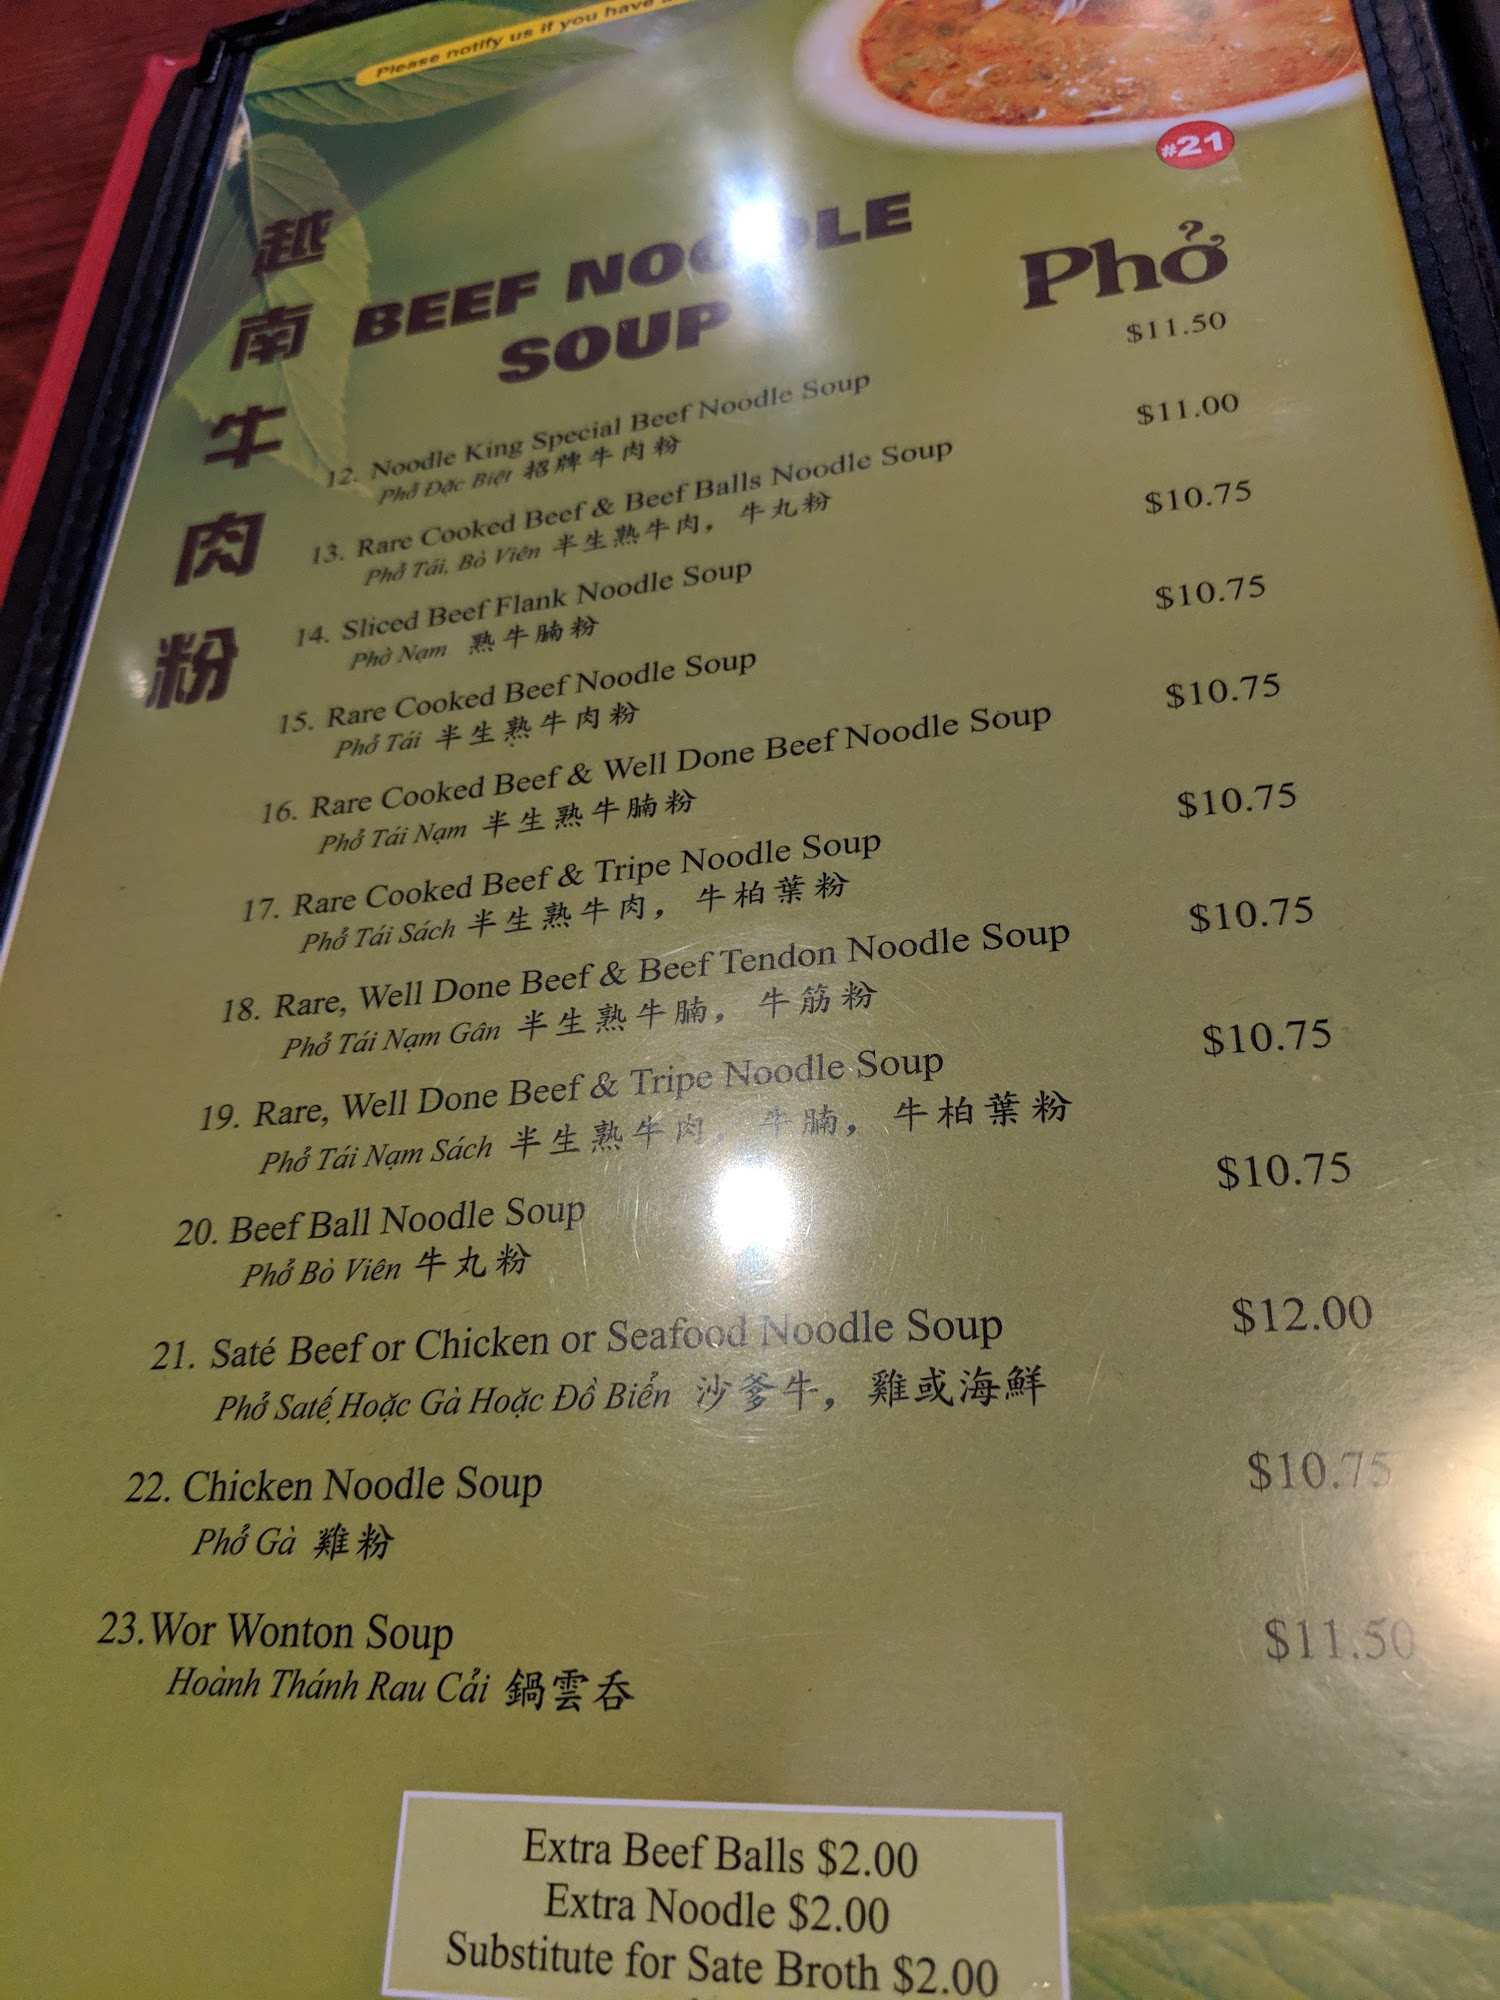 Please notify us if you have
#21
越南牛肉粉
BEEF NOODLE
SOUP
Phở
12. Noodle King Special Beef Noodle Soup $11.50
Phở Đặc Biệt 招牌牛肉粉
13. Rare Cooked Beef & Beef Balls Noodle Soup $11.00
Phở Tái, Bò Viên 半生熟牛肉，牛丸粉
14. Sliced Beef Flank Noodle Soup $10.75
Phở Nạm 熟牛腩粉
15. Rare Cooked Beef Noodle Soup $10.75
Phở Tái 半生熟牛肉粉
16. Rare Cooked Beef & Well Done Beef Noodle Soup $10.75
Phở Tái Nạm 半生熟牛腩粉
17. Rare Cooked Beef & Tripe Noodle Soup $10.75
Phở Tái Sách 半生熟牛肉，牛柏葉粉
18. Rare, Well Done Beef & Beef Tendon Noodle Soup $10.75
Phở Tái Nạm Gân 半生熟牛腩，牛筋粉
19. Rare, Well Done Beef & Tripe Noodle Soup $10.75
Phở Tái Nạm Sách 半生熟牛肉，牛腩，牛柏葉粉
20. Beef Ball Noodle Soup $10.75
Phở Bò Viên 牛丸粉
21. Saté Beef or Chicken or Seafood Noodle Soup $12.00
Phở Saté Hoặc Gà Hoặc Đồ Biển 沙爹牛，雞或海鮮
22. Chicken Noodle Soup $10.75
Phở Gà 雞粉
23.Wor Wonton Soup $11.50
Hoành Thánh Rau Cải 鍋雲吞
Extra Beef Balls $2.00
Extra Noodle $2.00
Substitute for Sate Broth $2.00